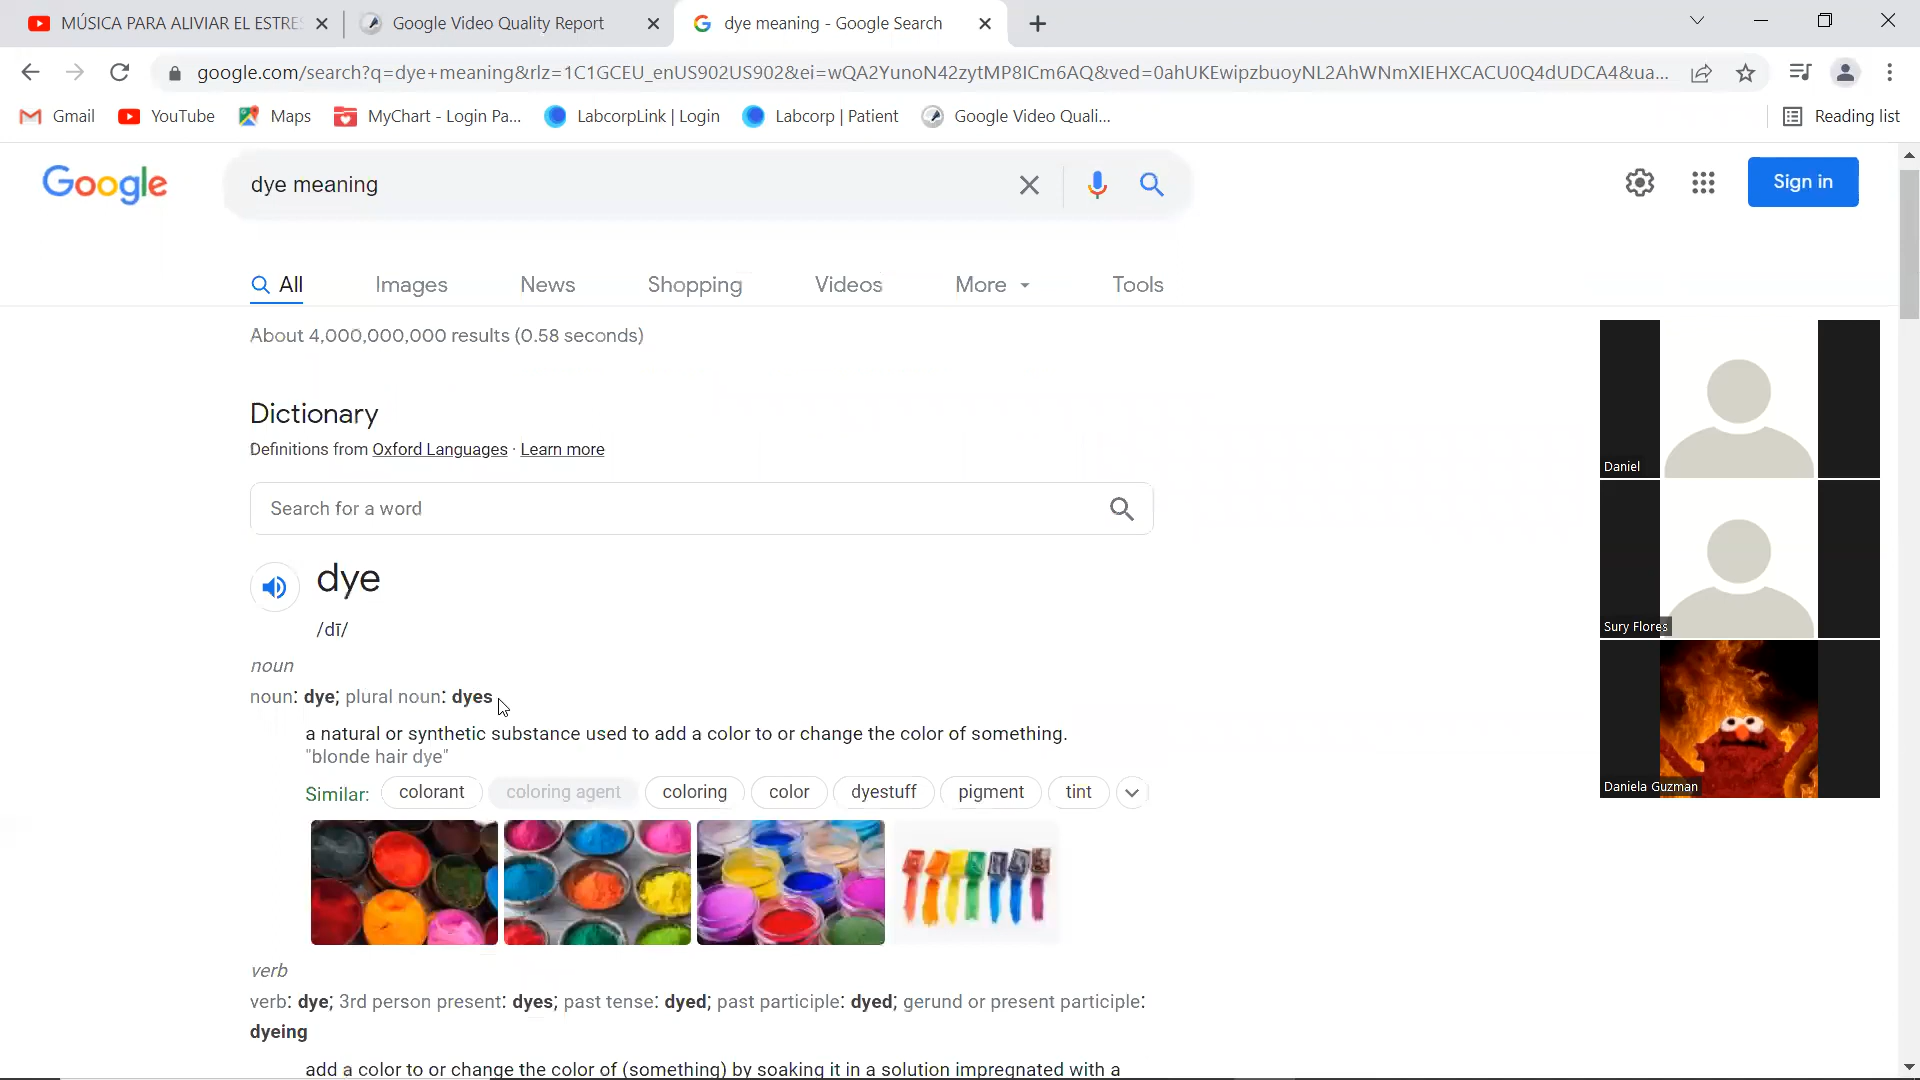 MÚSICA PARA ALIVIAR EL ESTRES
Google Video Quality Report
dye meaning - Google Search
google.com/search?q=dye+meaning&rlz=1C1GCEU_enUS902US902&ei=wQA2YunoN42zytMP8ICm6AQ&ved=0ahUKEwipzbuoyNL2AhWNmXIEHXCACU0Q4dUDCA4&ua...
Gmail
YouTube
Maps
MyChart - Login Pa...
LabcorpLink | Login
Labcorp | Patient
Google Video Quali...
Reading list
Google
dye meaning
Sign in
All
Images
News
Shopping
Videos
More
Tools
About 4,000,000,000 results (0.58 seconds)
Dictionary
Definitions from Oxford Languages · Learn more
Search for a word
dye
/dī/
noun
noun: dye; plural noun: dyes
a natural or synthetic substance used to add a color to or change the color of something.
"blonde hair dye"
Similar: colorant coloring agent coloring color dyestuff pigment tint
verb
verb: dye; 3rd person present: dyes; past tense: dyed; past participle: dyed; gerund or present participle:
dyeing
add a color to or change the color of (something) by soaking it in a solution impregnated with a
Daniel
Sury Flores
Daniela Guzman